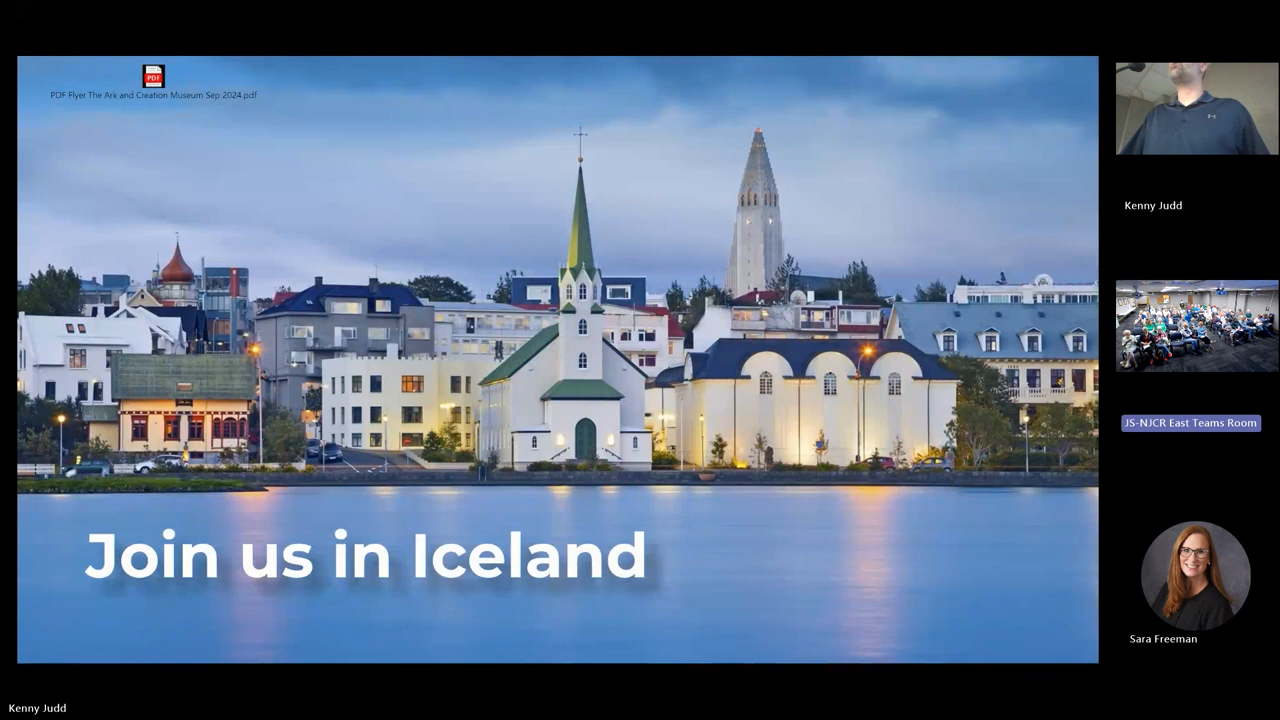 PDF
PDF Flyer The Ark and Creation Museum Sep 2024.pdf
Join us in Iceland
Kenny Judd
JS-NJCR East Teams Room
Sara Freeman
Kenny Judd